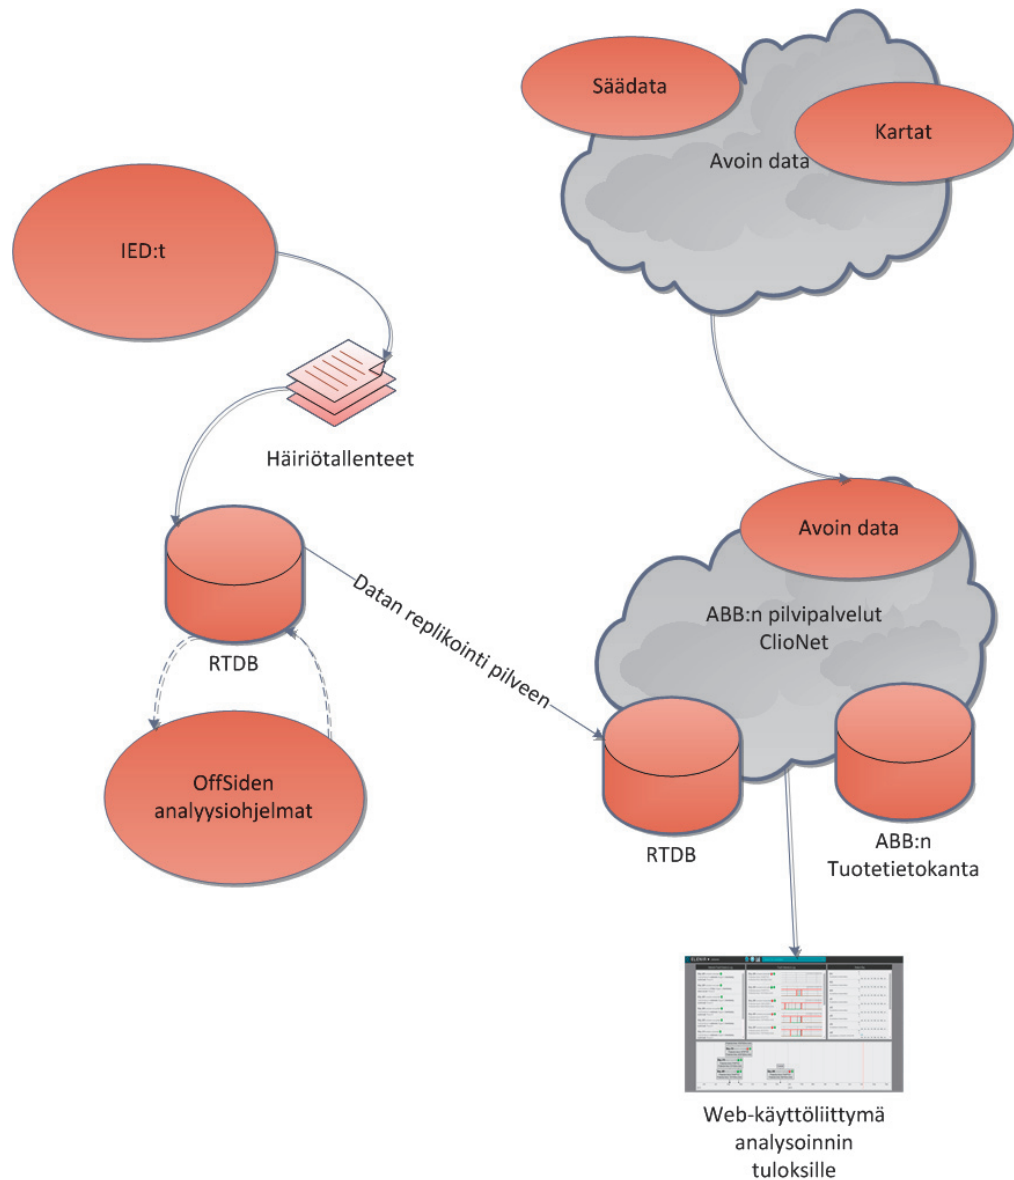 Säädata
Kartat
Avoin data
IED:t
Häiriötallenteet
Avoin data
RTDB
Datan replikointi pilveen
ABB:n pilvipalvelut
ClioNet
OffSiden
analyysiohjelmat
RTDB
ABB:n
Tuotetietokanta
Web-käyttöliittymä
analysoinnin
tuloksille